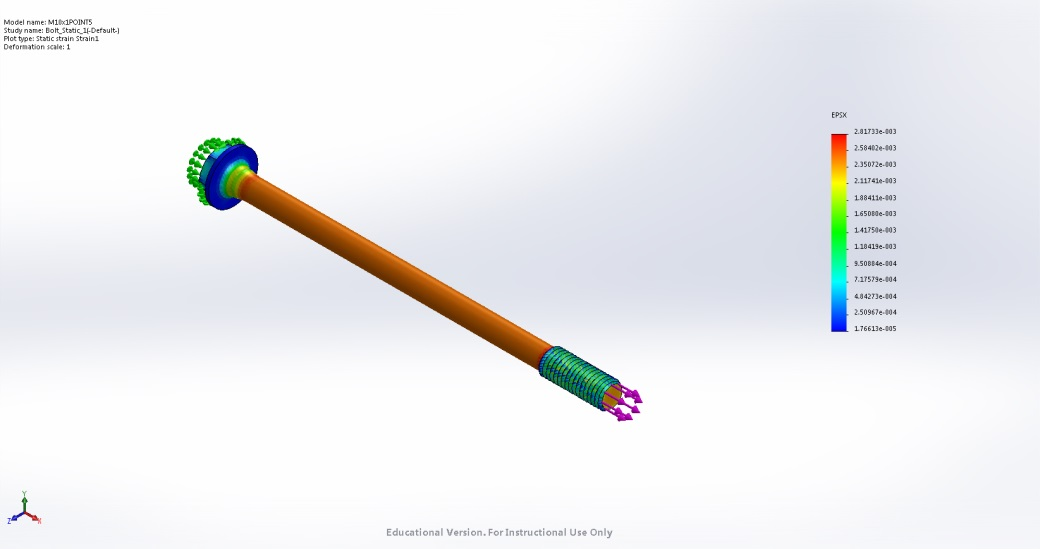 Model name: M10x1POINT5
Study name: Bolt_Static_1(-Default-)
Plot type: Static strain Strain1
Deformation scale: 1
EPSX
2.81733e-003
2.58402e-003
2.35072e-003
2.11741e-003
1.88411e-003
1.65080e-003
1.41750e-003
1.18419e-003
9.50884e-004
7.17579e-004
4.84273e-004
2.50967e-004
1.76613e-005
Y
Z
X
Educational Version. For Instructional Use Only